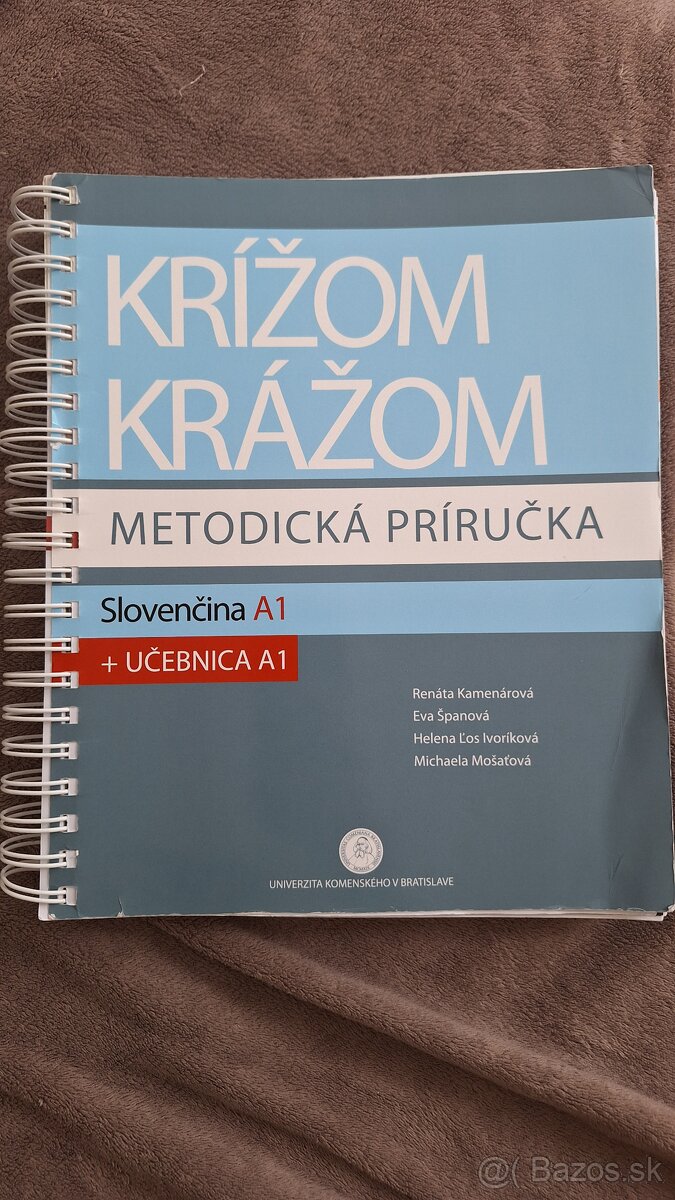 KRÍŽOM
KRÁŽOM
METODICKÁ PRÍRUČKA
Slovenčina A1
+ UČEBNICA A1
Renáta Kamenárová
Eva Španová
Helena Ľos Ivoríková
Michaela Mošaťová
UNIVERZITA KOMENSKÉHO V BRATISLAVE
@( Bazos.sk